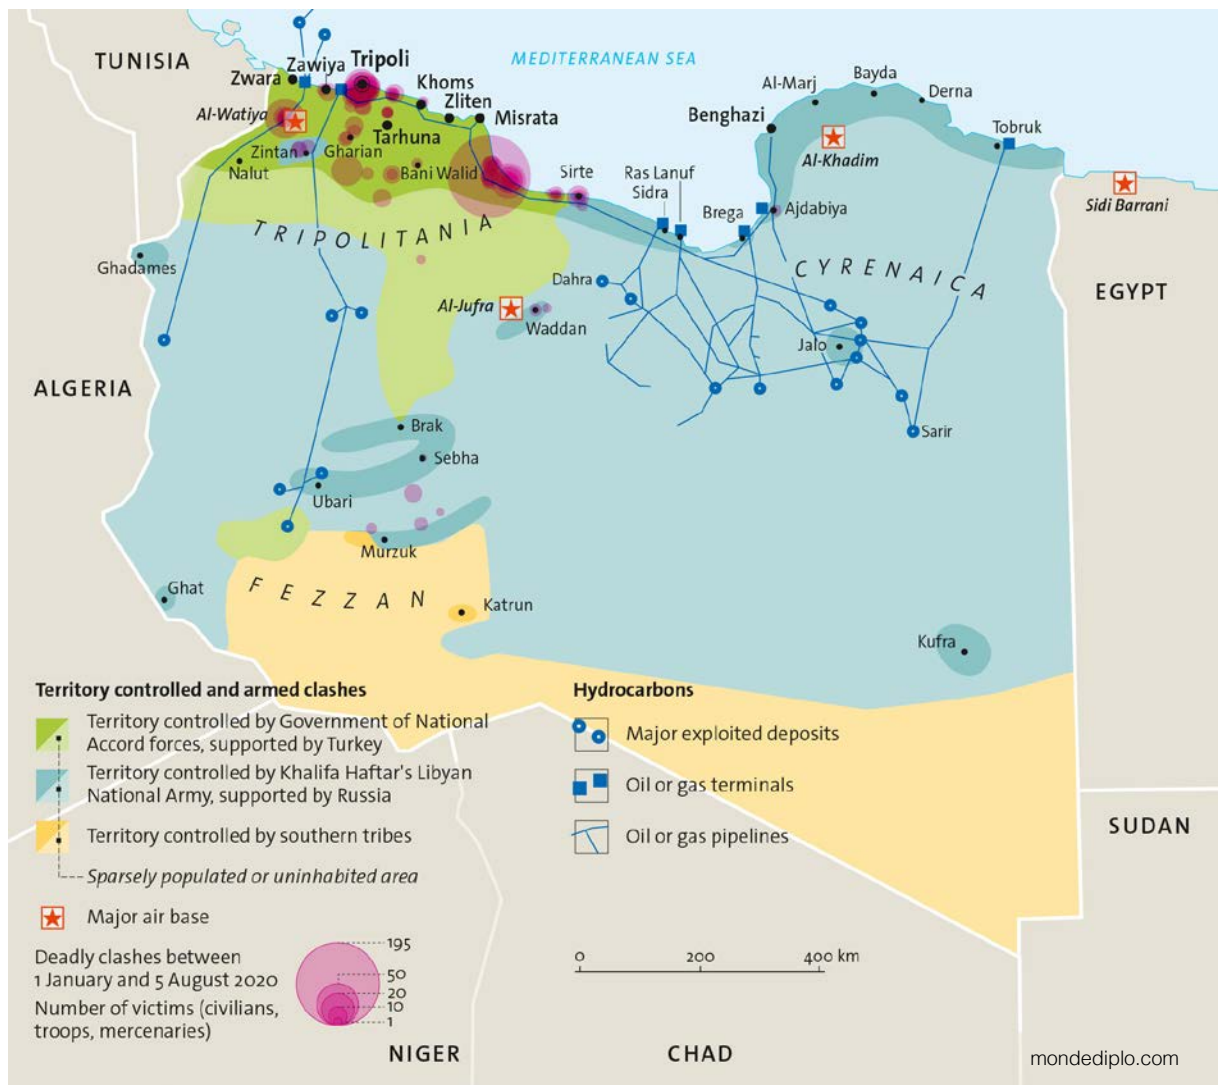 TUNISIA
MEDITERRANEAN SEA
Zwara
Zawiya
Tripoli
Khoms
Zliten
Misrata
Al-Watiya
Tarhuna
Zintan
Gharian
Nalut
Bani Walid
Sirte
Ras Lanuf
Sidra
Brega
Benghazi
Al-Marj
Bayda
Derna
Al-Khadim
Tobruk
Sidi Barrani
Ajdabiya
TRIPOLITANIA
CYRENAICA
Ghadames
EGYPT
Dahra
Al-Jufra
Waddan
Jalo
ALGERIA
Brak
Sebha
Sarir
Ubari
Murzuk
Ghat
FEZZAN
Katrun
Kufra
Territory controlled and armed clashes
Territory controlled by Government of National
Accord forces, supported by Turkey
Territory controlled by Khalifa Haftar's Libyan
National Army, supported by Russia
Territory controlled by southern tribes
Sparsely populated or uninhabited area
Major air base
Deadly clashes between
1 January and 5 August 2020
Number of victims (civilians,
troops, mercenaries)
195
50
20
10
1
Hydrocarbons
Major exploited deposits
Oil or gas terminals
Oil or gas pipelines
0 200 400 km
SUDAN
NIGER
CHAD
mondediplo.com